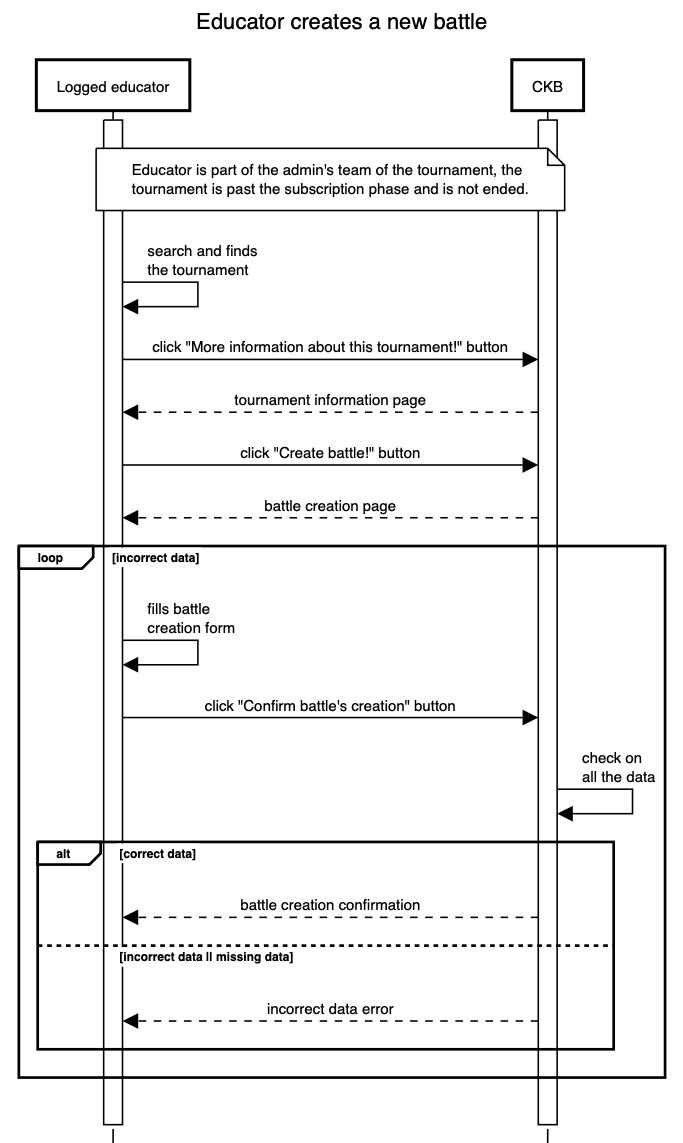 Educator creates a new battle
Logged educator
CKB
Educator is part of the admin's team of the tournament, the
tournament is past the subscription phase and is not ended.
search and finds
the tournament
click "More information about this tournament!" button
tournament information page
click "Create battle!" button
battle creation page
loop
[incorrect data]
fills battle
creation form
click "Confirm battle's creation" button
check on
all the data
alt
[correct data]
battle creation confirmation
[incorrect data || missing data]
incorrect data error